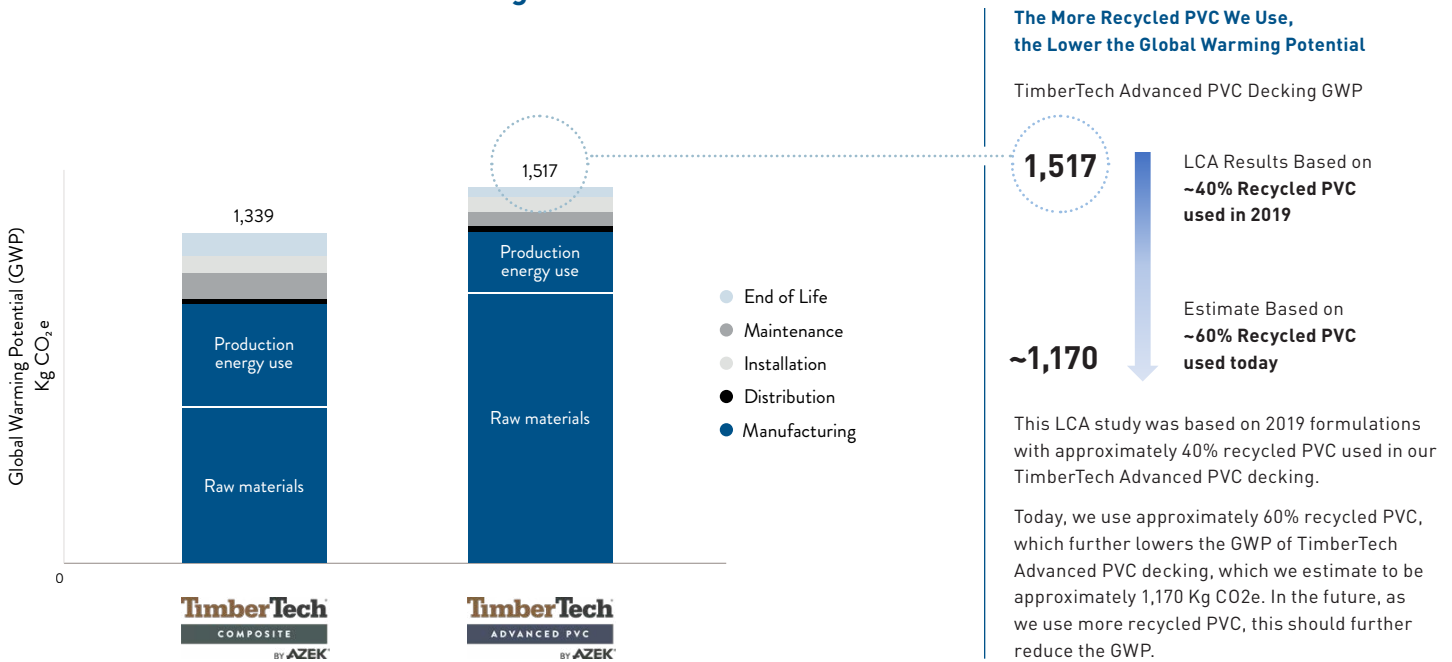 Global Warming Potential (GWP)
Kg CO₂ e
1,339
Production
energy use
Raw materials
1,517
Production
energy use
Raw materials
0
TimberTech
COMPOSITE
BY AZEK
TimberTech
ADVANCED PVC
BY AZEK
End of Life
Maintenance
Installation
Distribution
Manufacturing
The More Recycled PVC We Use,
the Lower the Global Warming Potential
TimberTech Advanced PVC Decking GWP
1,517
LCA Results Based on
~40% Recycled PVC
used in 2019
~1,170
Estimate Based on
~60% Recycled PVC
used today
This LCA study was based on 2019 formulations
with approximately 40% recycled PVC used in our
TimberTech Advanced PVC decking.
Today, we use approximately 60% recycled PVC,
which further lowers the GWP of TimberTech
Advanced PVC decking, which we estimate to be
approximately 1,170 Kg CO2e. In the future, as
we use more recycled PVC, this should further
reduce the GWP.